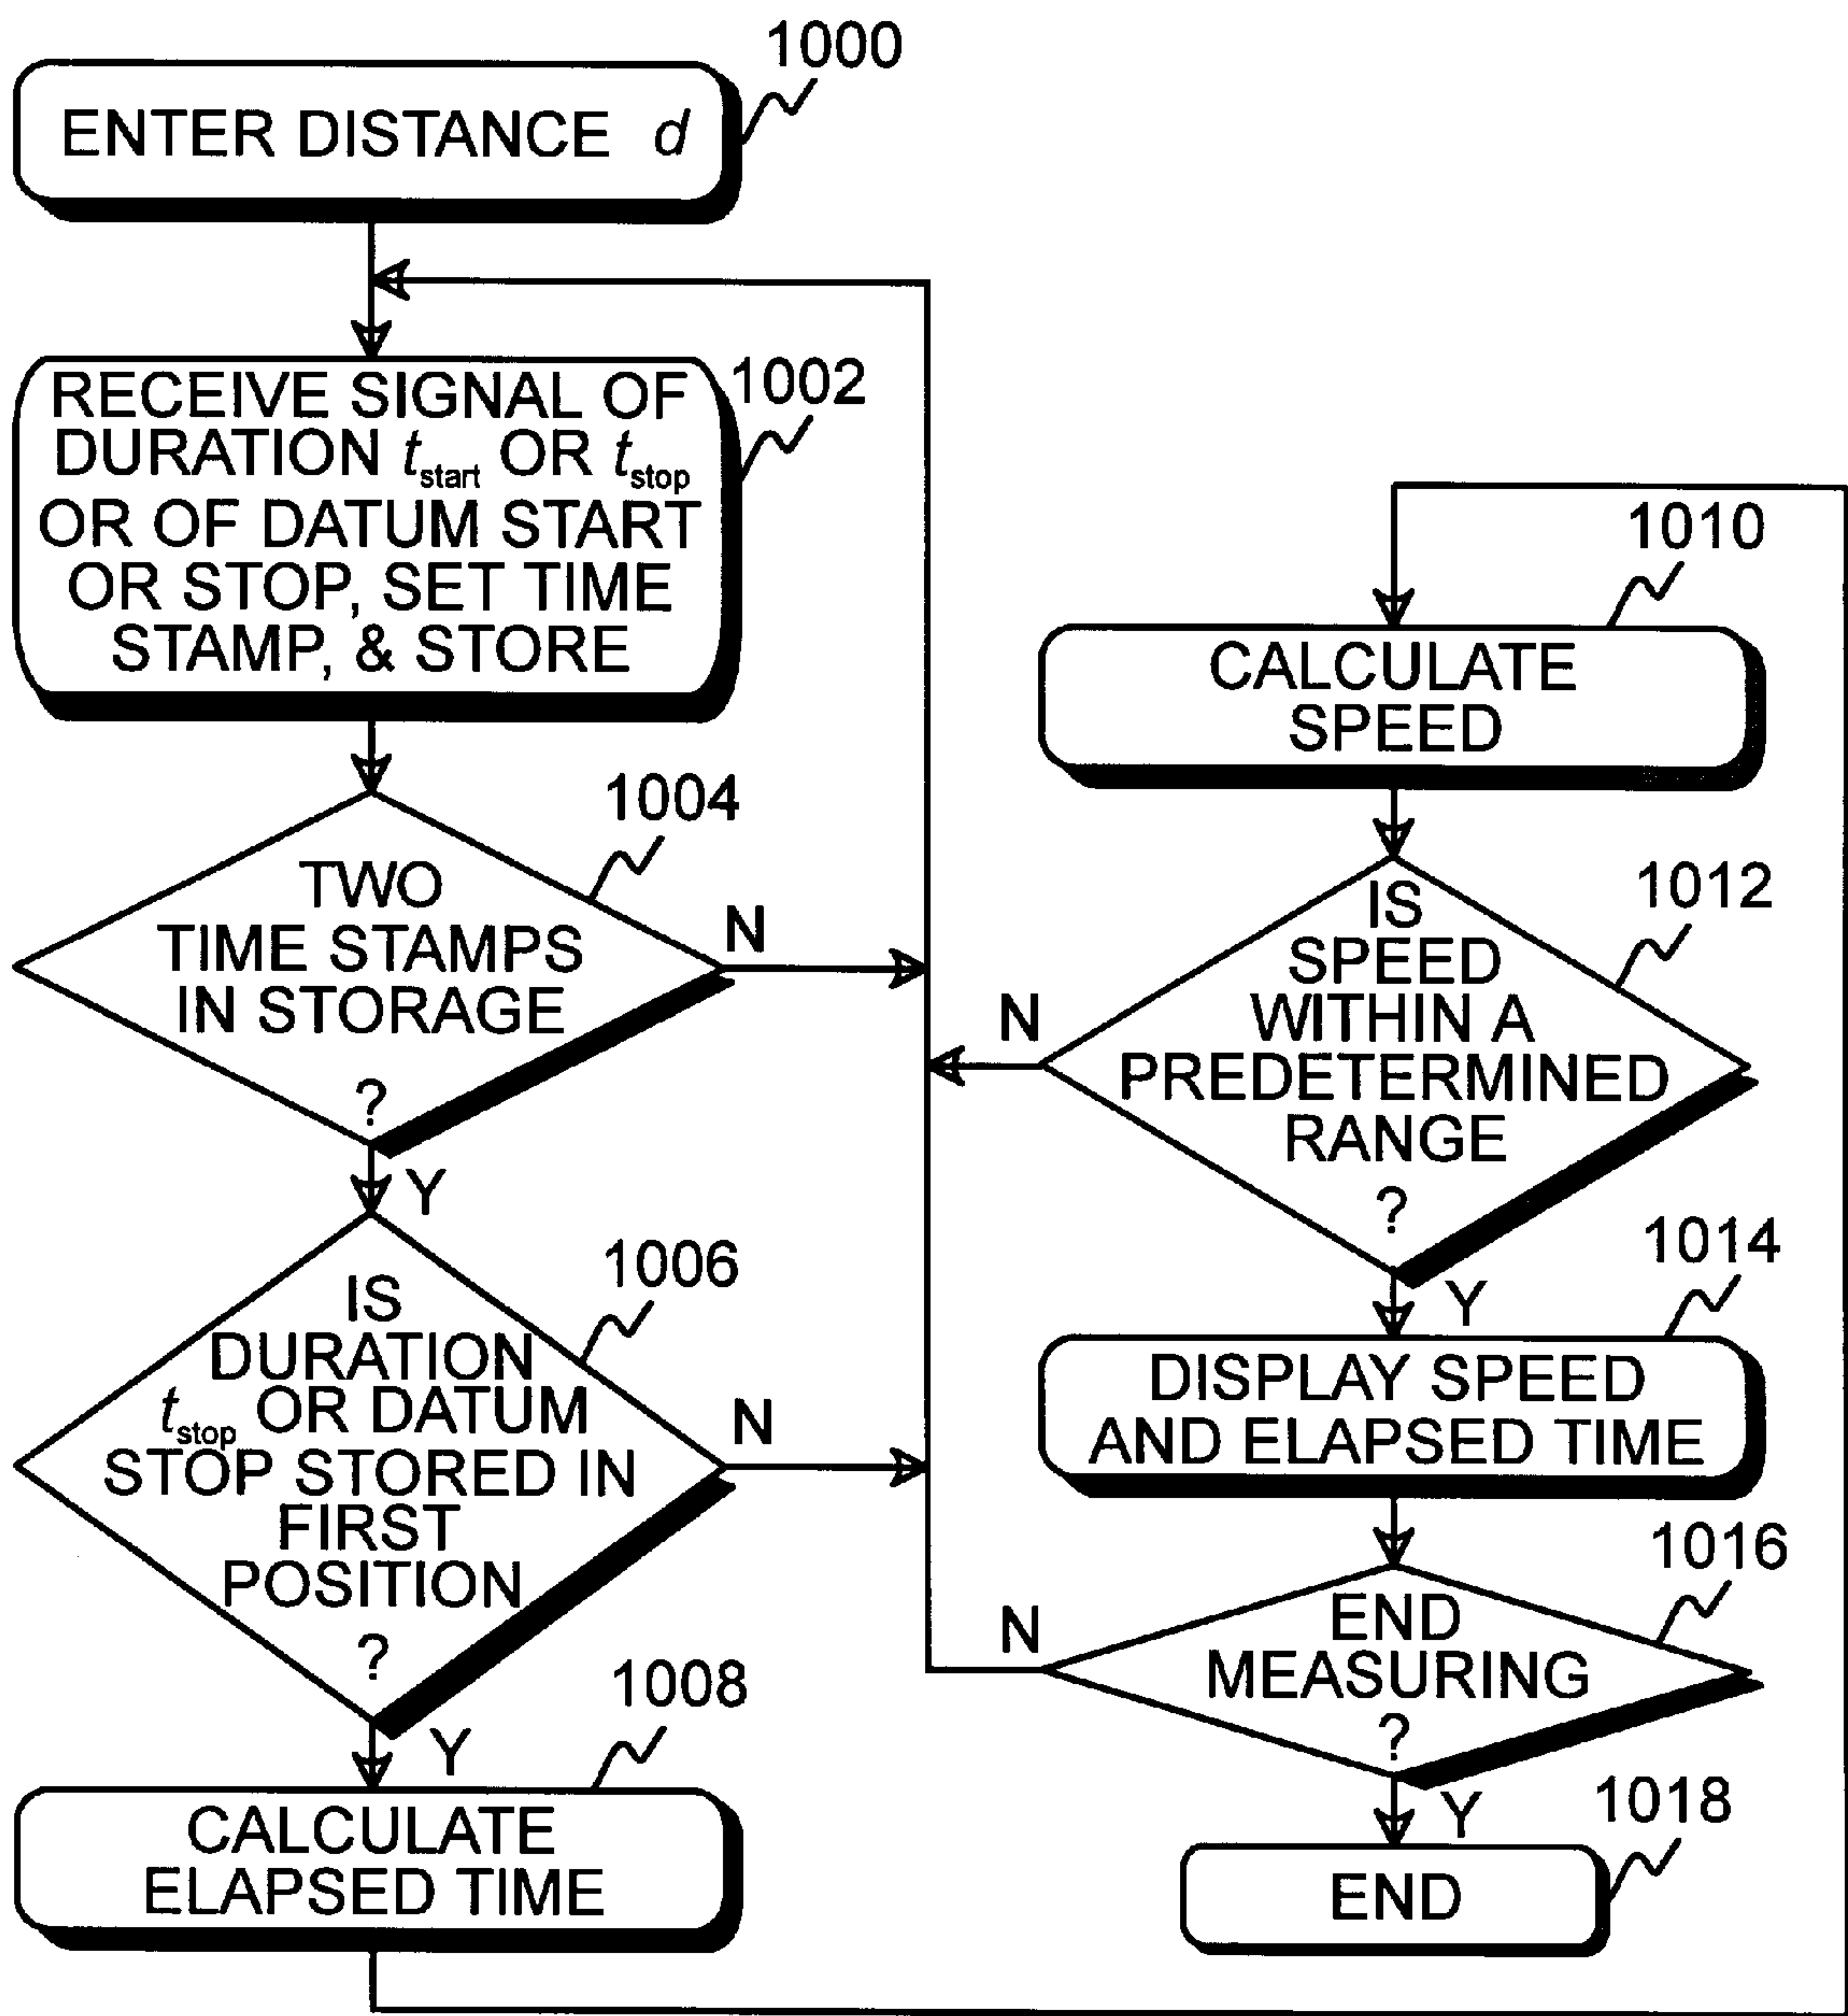 1000
ENTER DISTANCE d
1002
RECEIVE SIGNAL OF
DURATION tstart OR tstop
OR OF DATUM START
OR STOP, SET TIME
STAMP, & STORE
1004
TWO
TIME STAMPS
IN STORAGE
?
N
Y
1006
IS
DURATION
tstop OR DATUM
STOP STORED IN
FIRST
POSITION
?
N
Y
1008
CALCULATE
ELAPSED TIME
1010
CALCULATE
SPEED
1012
IS
SPEED
WITHIN A
PREDETERMINED
RANGE
?
N
Y
1014
DISPLAY SPEED
AND ELAPSED TIME
1016
END
MEASURING
?
N
Y
1018
END